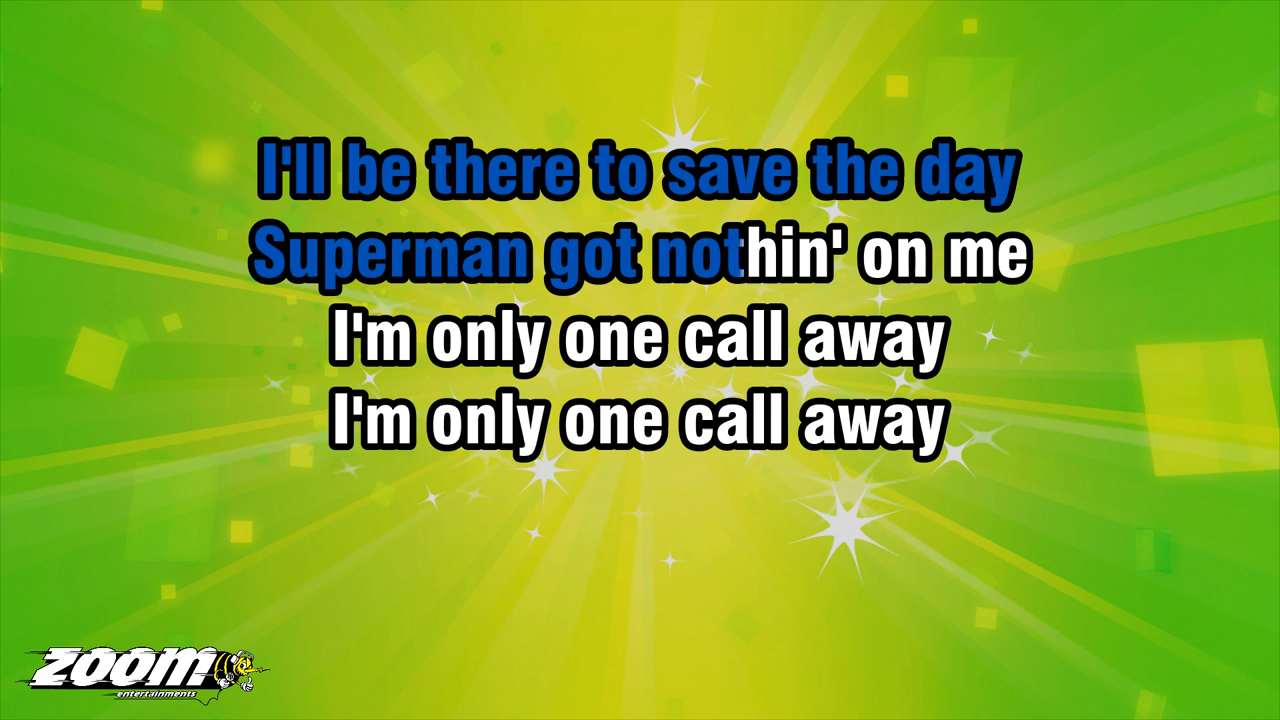 I'll be there to save the day
Superman got nothin' on me
I'm only one call away
I'm only one call away
zoom
entertainments